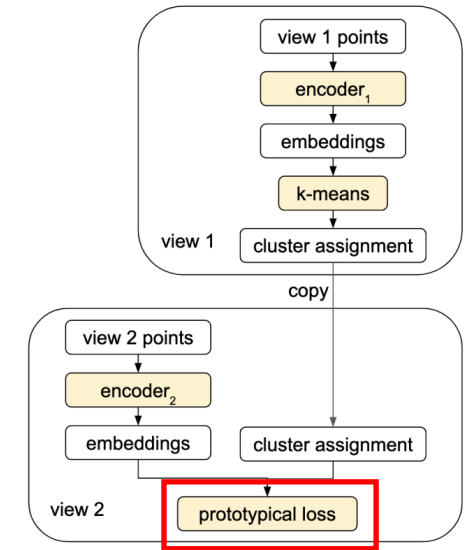 view 1 points
encoder1
embeddings
k-means
view 1
cluster assignment
copy
view 2 points
encoder2
embeddings
cluster assignment
view 2
prototypical loss